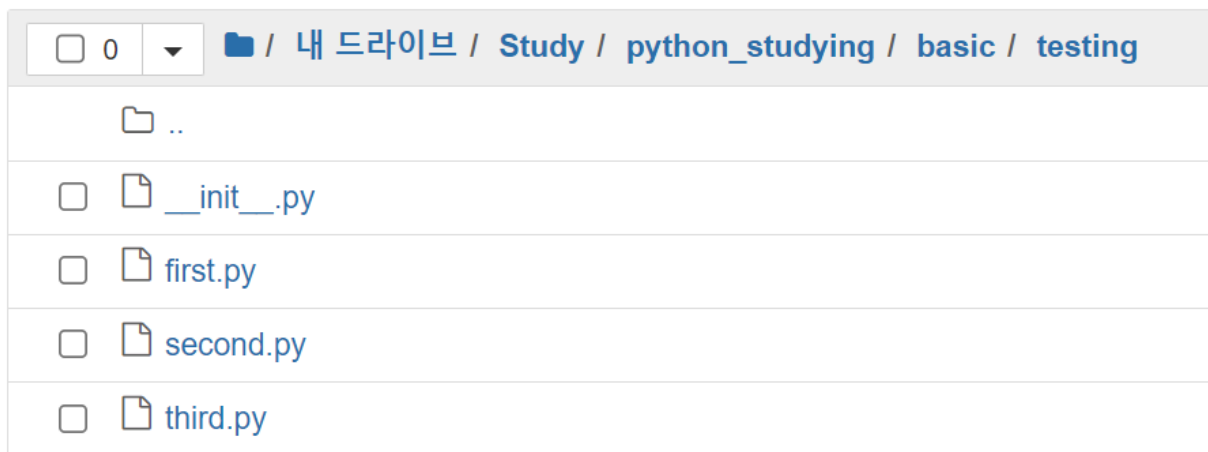 0 / 내 드라이브 / Study / python_studying / basic / testing
..
__init__.py
first.py
second.py
third.py